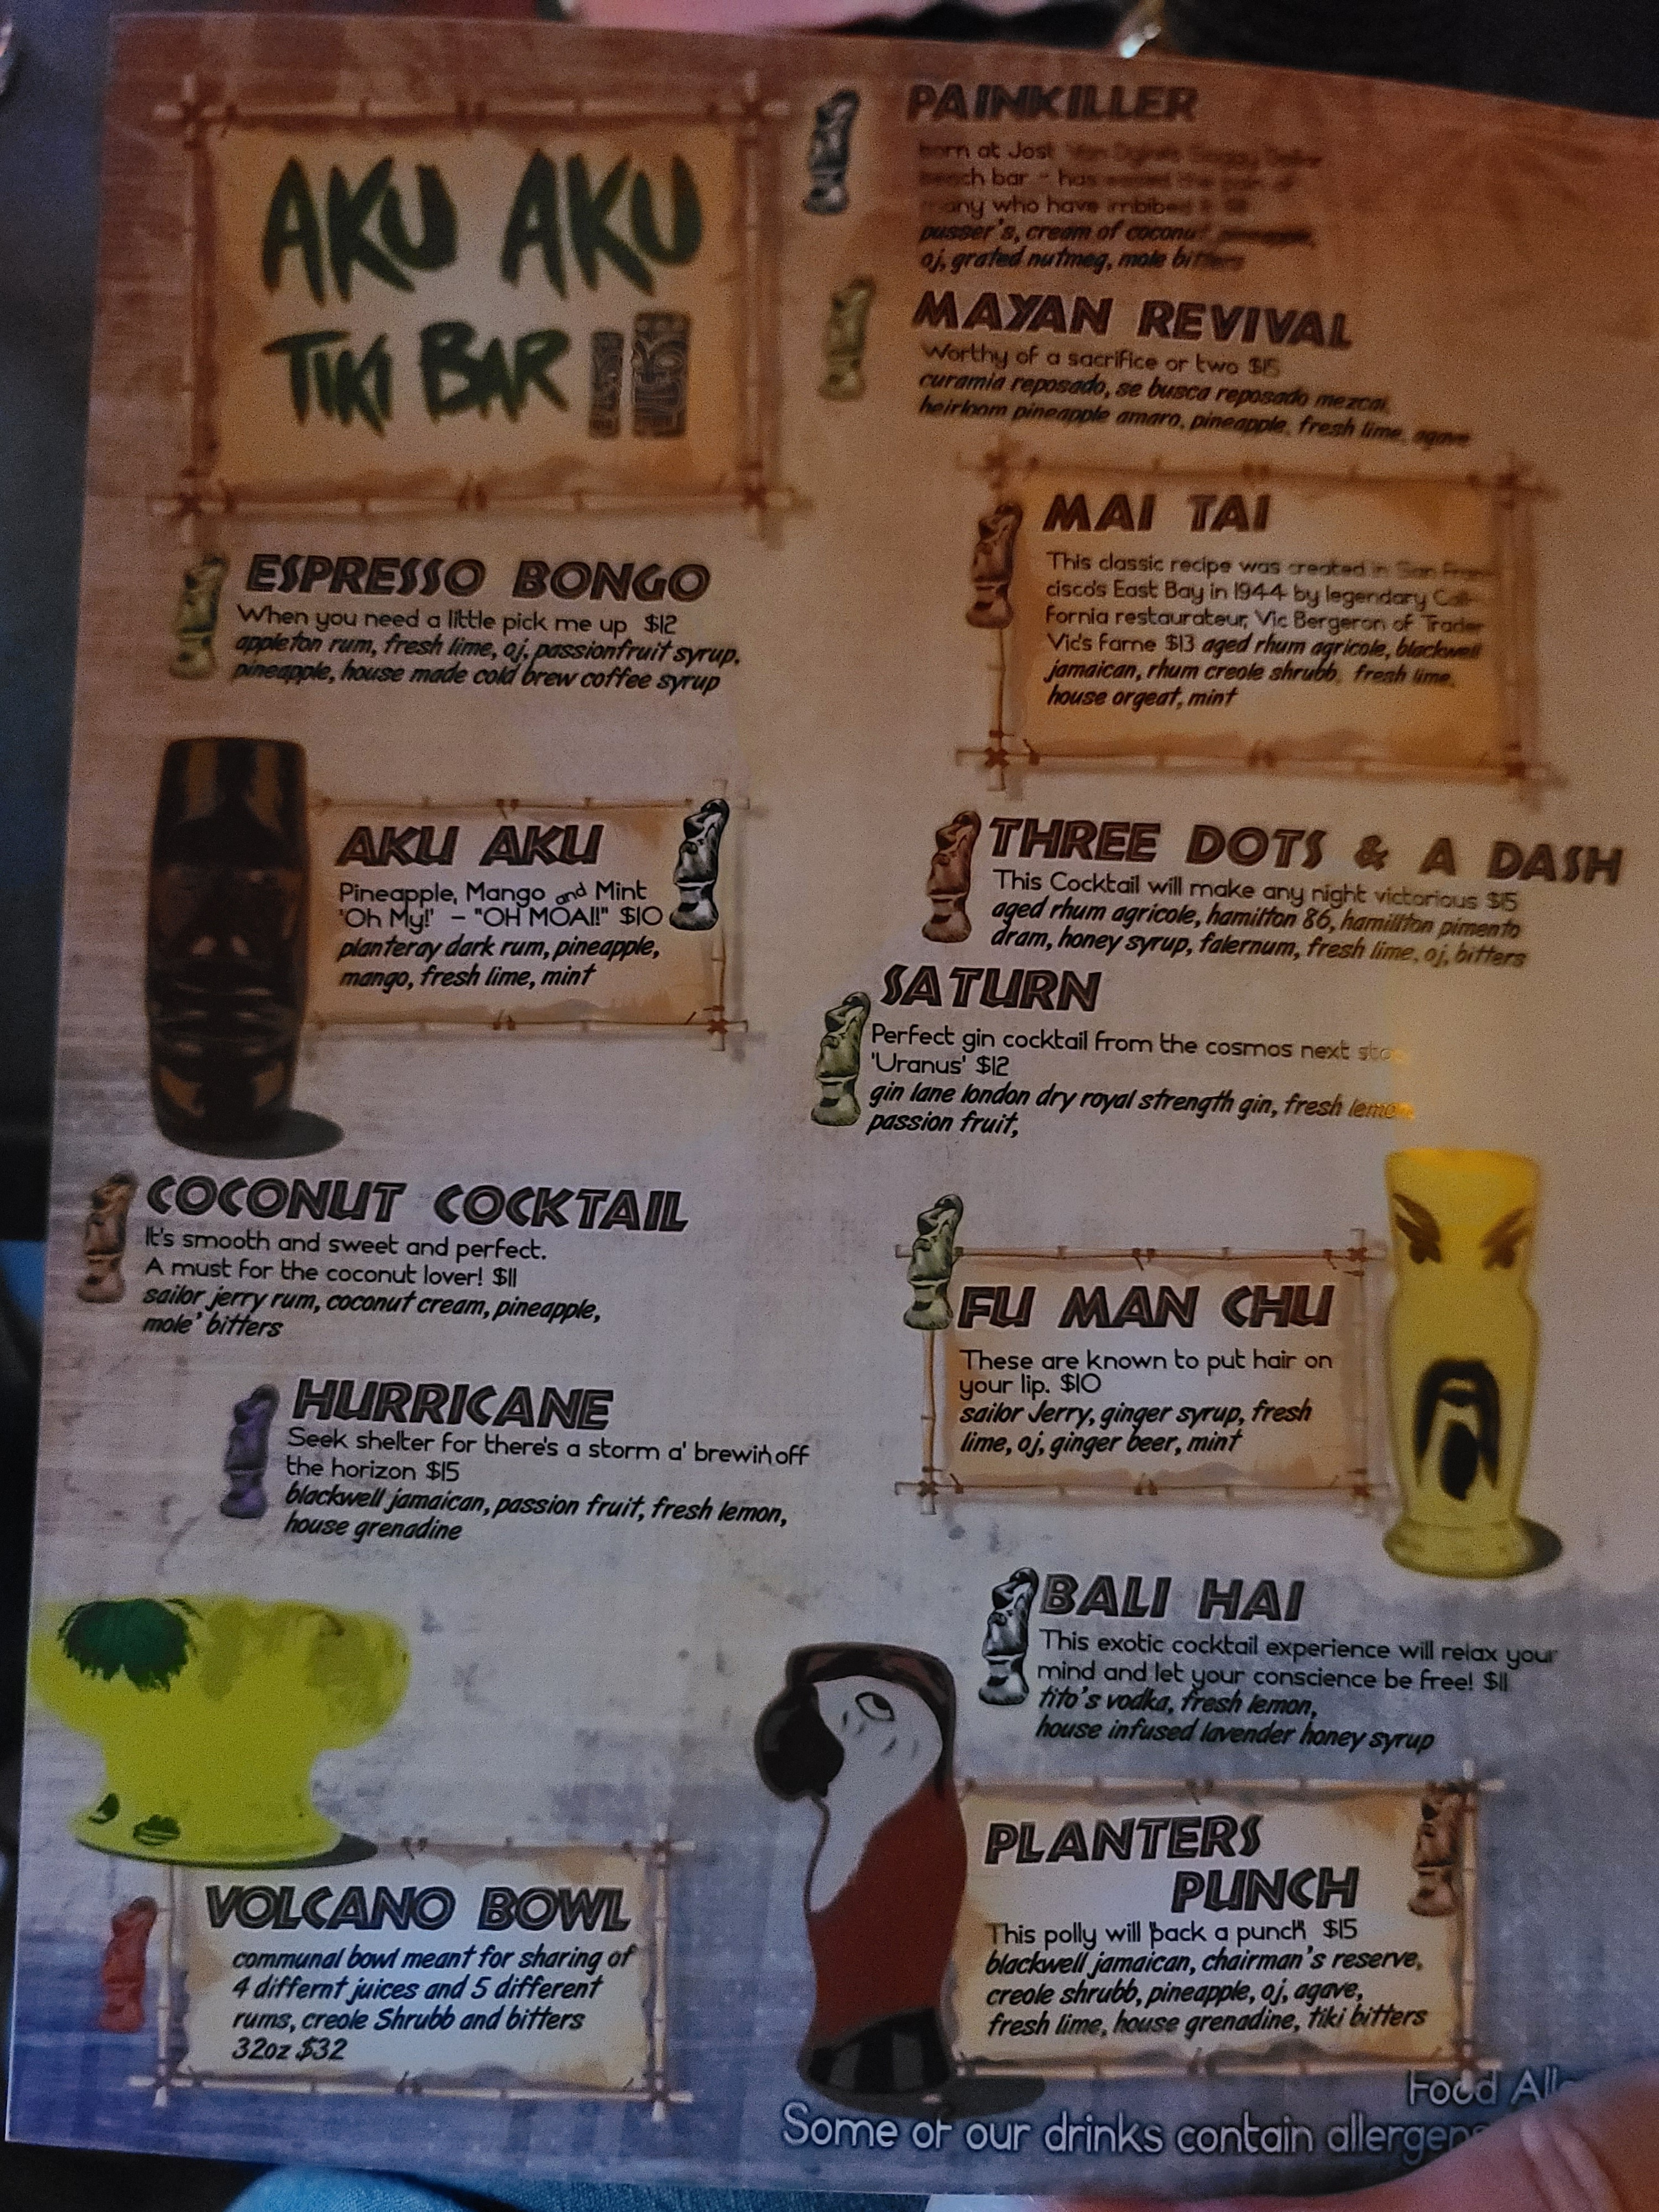 AKU AKU
TIKI BAR
ESPRESSO BONGO
When you need a little pick me up $12
appleton rum, fresh lime, oj, passionfruit syrup,
pineapple, house made cold brew coffee syrup
AKU AKU
Pineapple, Mango and Mint
'Oh My!' – "OH MOAI!" $10
planteray dark rum, pineapple,
mango, fresh lime, mint
COCONUT COCKTAIL
It's smooth and sweet and perfect.
A must for the coconut lover! $11
sailor jerry rum, coconut cream, pineapple,
mole' bitters
HURRICANE
Seek shelter for there's a storm a' brewin off
the horizon $15
blackwell jamaican, passion fruit, fresh lemon,
house grenadine
VOLCANO BOWL
communal bowl meant for sharing of
4 differnt juices and 5 different
rums, creole Shrubb and bitters
32oz $32
PAINKILLER
born at Jost
beach bar - has eased the pain of
many who have imbibed
pusser's, cream of coconut, pineapple,
oj, grated nutmeg, mole bitters
MAYAN REVIVAL
Worthy of a sacrifice or two $15
curamia reposado, se busca reposado mezcal,
heirloom pineapple amaro, pineapple, fresh lime, agave
MAI TAI
This classic recipe was created in San Fran-
cisco's East Bay in 1944 by legendary Cali-
fornia restaurateur, Vic Bergeron of Trader
Vic's fame $13 aged rhum agricole, blackwell
jamaican, rhum creole shrubb, fresh lime,
house orgeat, mint
THREE DOTS & A DASH
This Cocktail will make any night victorious $15
aged rhum agricole, hamilton 86, hamillton pimento
dram, honey syrup, falernum, fresh lime, oj, bitters
SATURN
Perfect gin cocktail from the cosmos next stop
'Uranus' $12
gin lane london dry royal strength gin, fresh lemon,
passion fruit,
FU MAN CHU
These are known to put hair on
your lip. $10
sailor Jerry, ginger syrup, fresh
lime, oj, ginger beer, mint
BALI HAI
This exotic cocktail experience will relax your
mind and let your conscience be free! $11
tito's vodka, fresh lemon,
house infused lavender honey syrup
PLANTERS
PUNCH
This polly will pack a punch $15
blackwell jamaican, chairman's reserve,
creole shrubb, pineapple, oj, agave,
fresh lime, house grenadine, tiki bitters
Food
Some of our drinks contain